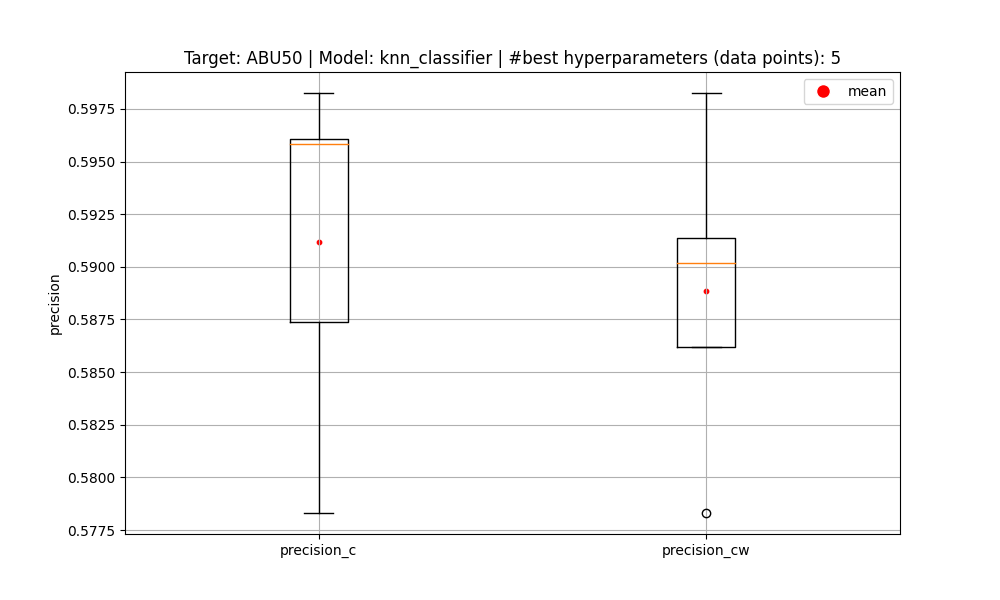 Target: ABU50 | Model: knn_classifier | #best hyperparameters (data points): 5
mean
precision
0.5975
0.5950
0.5925
0.5900
0.5875
0.5850
0.5825
0.5800
0.5775
precision_c
precision_cw